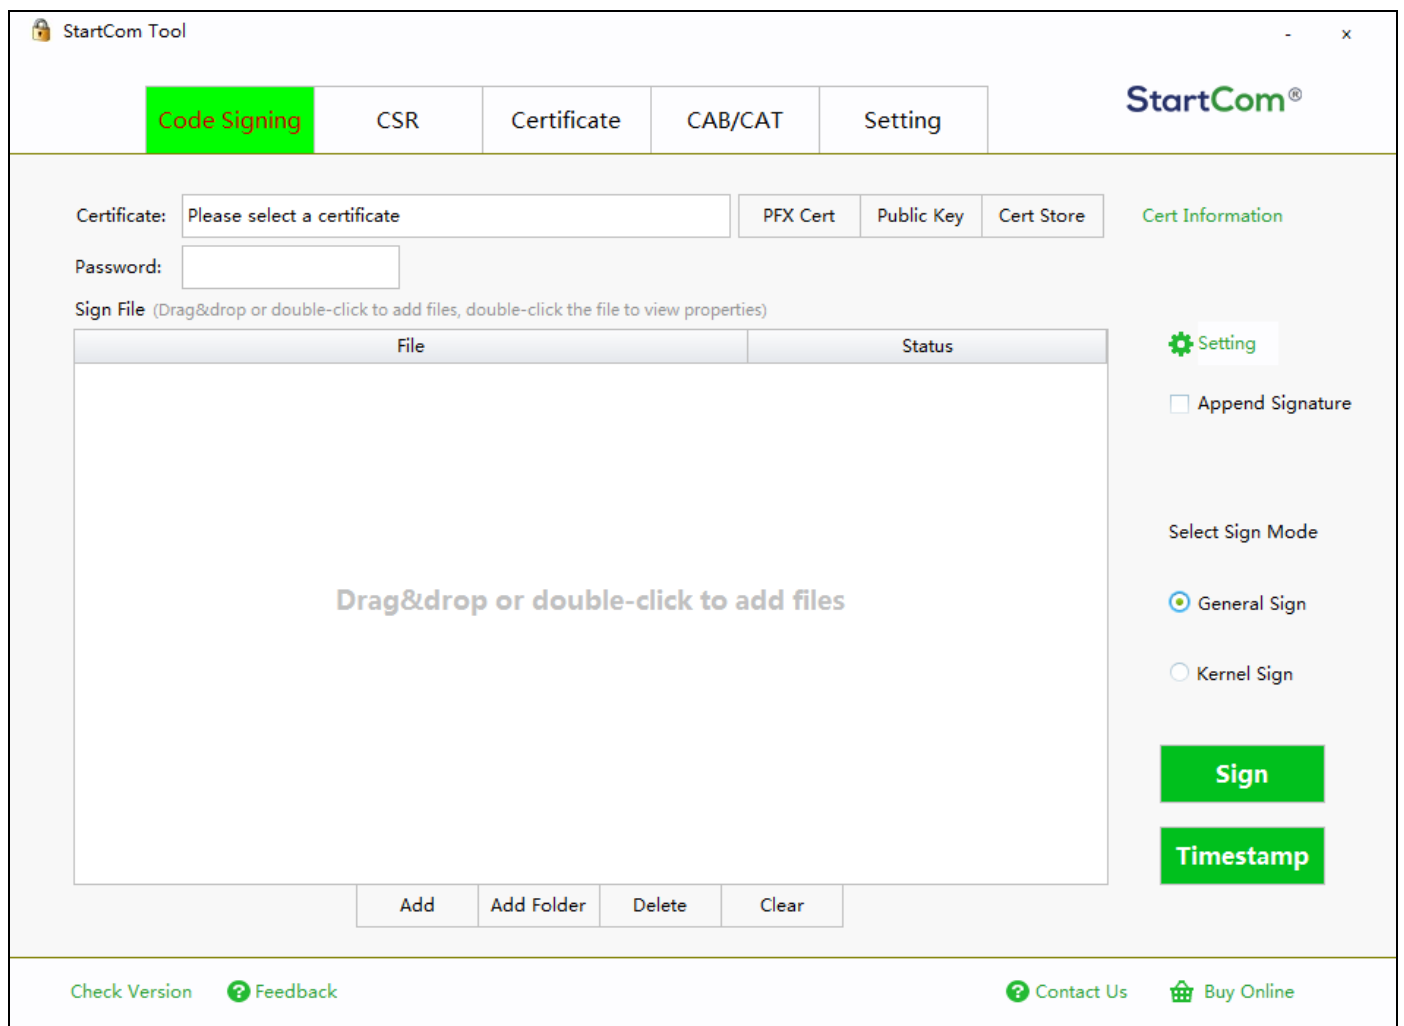 StartCom Tool
- x
StartCom®
Code Signing CSR Certificate CAB/CAT Setting
Certificate: Please select a certificate PFX Cert Public Key Cert Store Cert Information
Password:
Sign File (Drag&drop or double-click to add files, double-click the file to view properties)
File Status
Setting
Append Signature
Select Sign Mode
Drag&drop or double-click to add files
General Sign
Kernel Sign
Sign
Timestamp
Add Add Folder Delete Clear
Check Version ? Feedback ? Contact Us Buy Online